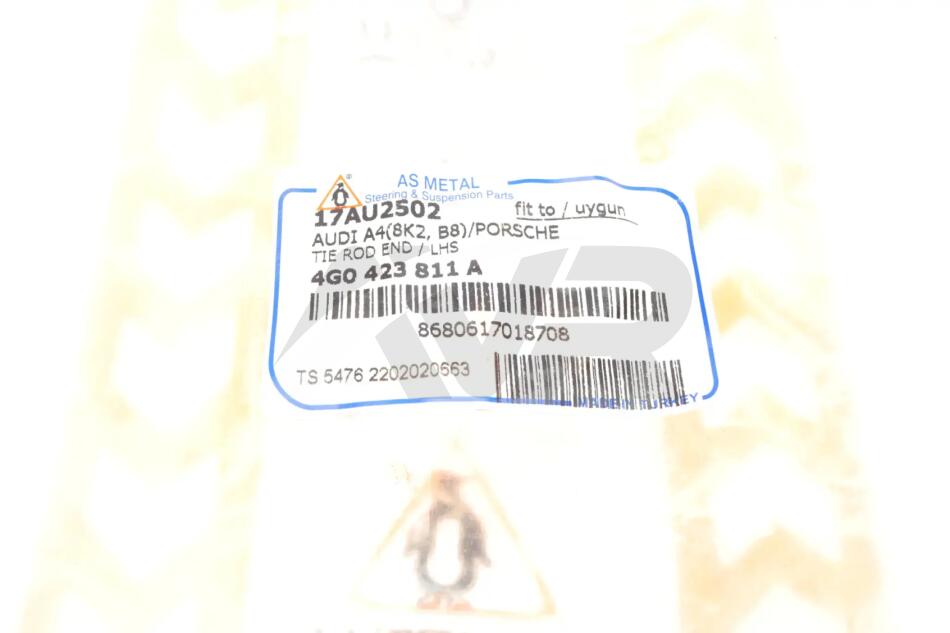 AS METAL
Steering & Suspension Parts
17AU2502
fit to / uygun
AUDI A4(8K2, B8)/PORSCHE
TIE ROD END / LHS
4G0 423 811 A
8680617018708
TS 5476 2202020663
MADE IN TURKEY